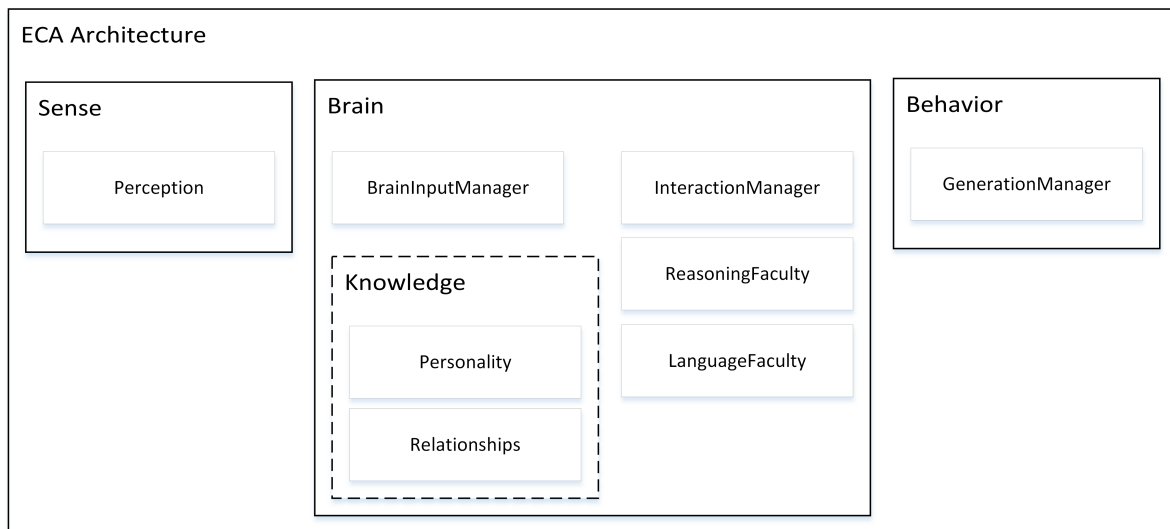 ECA Architecture
Sense
Perception
Brain
BrainInputManager
InteractionManager
ReasoningFaculty
LanguageFaculty
Knowledge
Personality
Relationships
Behavior
GenerationManager